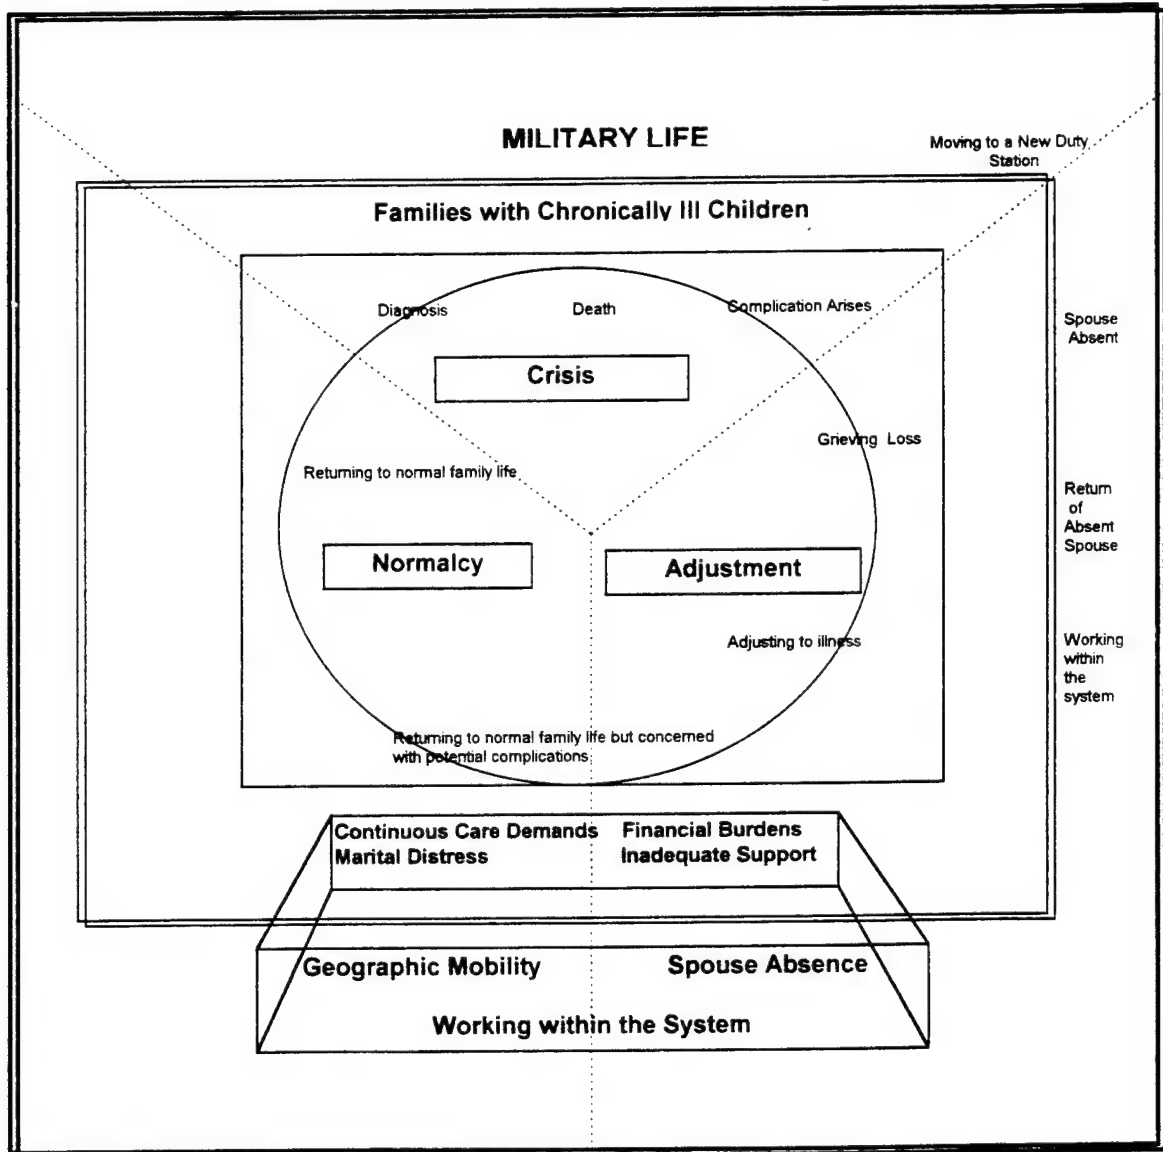 MILITARY LIFE
Moving to a New Duty
Station
Families with Chronically Ill Children
Diagnosis
Death
Complication Arises
Spouse
Absent
Crisis
Grieving Loss
Returning to normal family life
Return
of
Absent
Spouse
Normalcy
Adjustment
Adjusting to illness
Working
within
the
system
Returning to normal family life but concerned
with potential complications
Continuous Care Demands
Marital Distress
Financial Burdens
Inadequate Support
Geographic Mobility
Spouse Absence
Working within the System